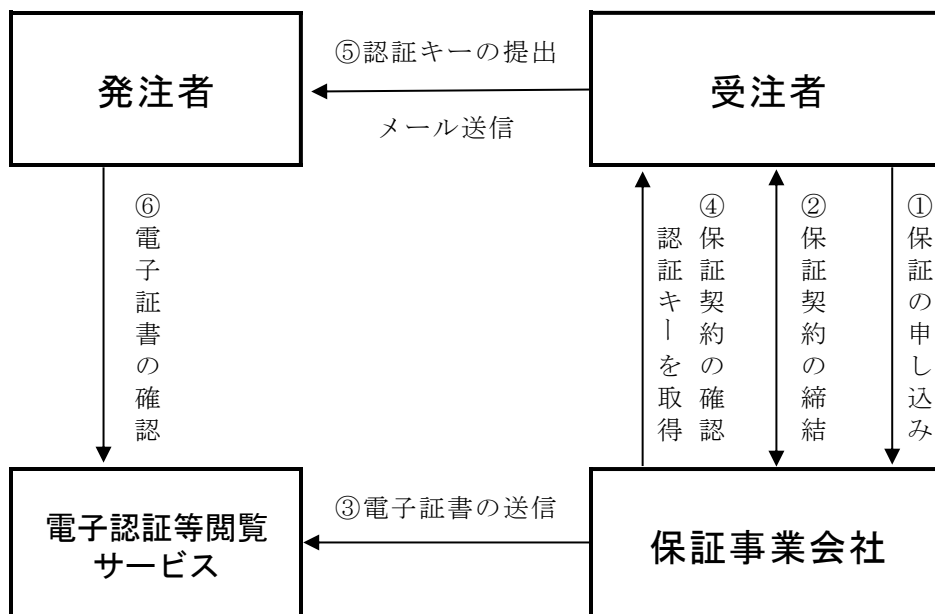 発注者
⑤認証キーの提出
メール送信
受注者
⑥電子証書の確認
認証キーを取得
④保証契約の確認
②保証契約の締結
①保証の申し込み
電子認証等閲覧
サービス
③電子証書の送信
保証事業会社